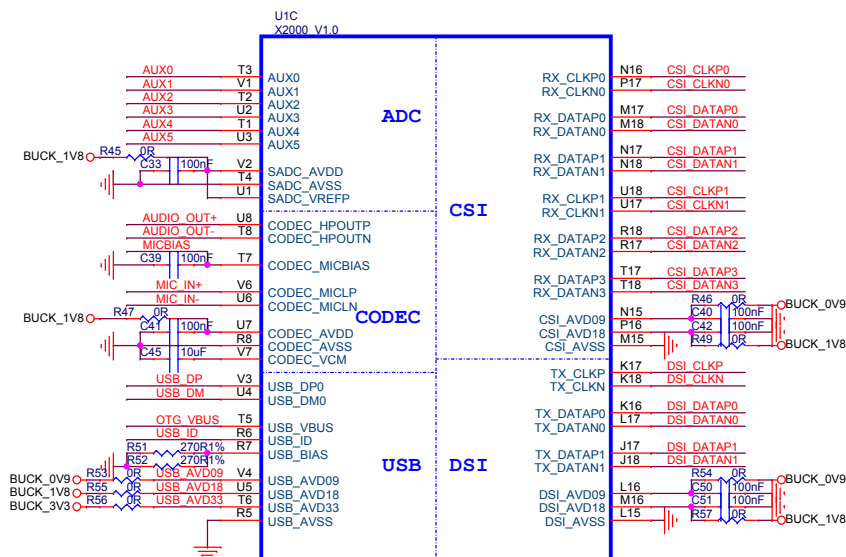 U1C
X2000_V1.0
AUX0 T3 AUX0
AUX1 V1 AUX1
AUX2 T2 AUX2
AUX3 U2 AUX3
AUX4 T1 AUX4
AUX5 U3 AUX5
ADC
R45 0R
BUCK_1V8
C33 100nF V2 SADC_AVDD
T4 SADC_AVSS
U1 SADC_VREFP
AUDIO_OUT+ U8 CODEC_HPOUTP
AUDIO_OUT- T8 CODEC_HPOUTN
MICBIAS
C39 100nF T7 CODEC_MICBIAS
MIC_IN+ V6 CODEC_MICLP
MIC_IN- U6 CODEC_MICLN
CODEC
R47 0R
BUCK_1V8
C41 100nF U7 CODEC_AVDD
R8 CODEC_AVSS
C45 10uF V7 CODEC_VCM
USB_DP V3 USB_DP0
USB_DM U4 USB_DM0
OTG_VBUS T5 USB_VBUS
USB_ID R6 USB_ID
R51 270R1% R7 USB_BIAS
R52 270R1%
USB
BUCK_0V9 R53 0R USB_AVD09 V4 USB_AVD09
BUCK_1V8 R55 0R USB_AVD18 U5 USB_AVD18
BUCK_3V3 R56 0R USB_AVD33 T6 USB_AVD33
R5 USB_AVSS
CSI
RX_CLKP0 N16 CSI_CLKP0
RX_CLKN0 P17 CSI_CLKN0
RX_DATAP0 M17 CSI_DATAP0
RX_DATAN0 M18 CSI_DATAN0
RX_DATAP1 N17 CSI_DATAP1
RX_DATAN1 N18 CSI_DATAN1
RX_CLKP1 U18 CSI_CLKP1
RX_CLKN1 U17 CSI_CLKN1
RX_DATAP2 R18 CSI_DATAP2
RX_DATAN2 R17 CSI_DATAN2
RX_DATAP3 T17 CSI_DATAP3
RX_DATAN3 T18 CSI_DATAN3
R46 0R BUCK_0V9
CSI_AVD09 N15 C40 100nF
CSI_AVD18 P16 C42 100nF
CSI_AVSS M15 R49 0R BUCK_1V8
DSI
TX_CLKP K17 DSI_CLKP
TX_CLKN K18 DSI_CLKN
TX_DATAP0 K16 DSI_DATAP0
TX_DATAN0 L17 DSI_DATAN0
TX_DATAP1 J17 DSI_DATAP1
TX_DATAN1 J18 DSI_DATAN1
R54 0R BUCK_0V9
DSI_AVD09 L16 C50 100nF
DSI_AVD18 M16 C51 100nF
DSI_AVSS L15 R57 0R BUCK_1V8